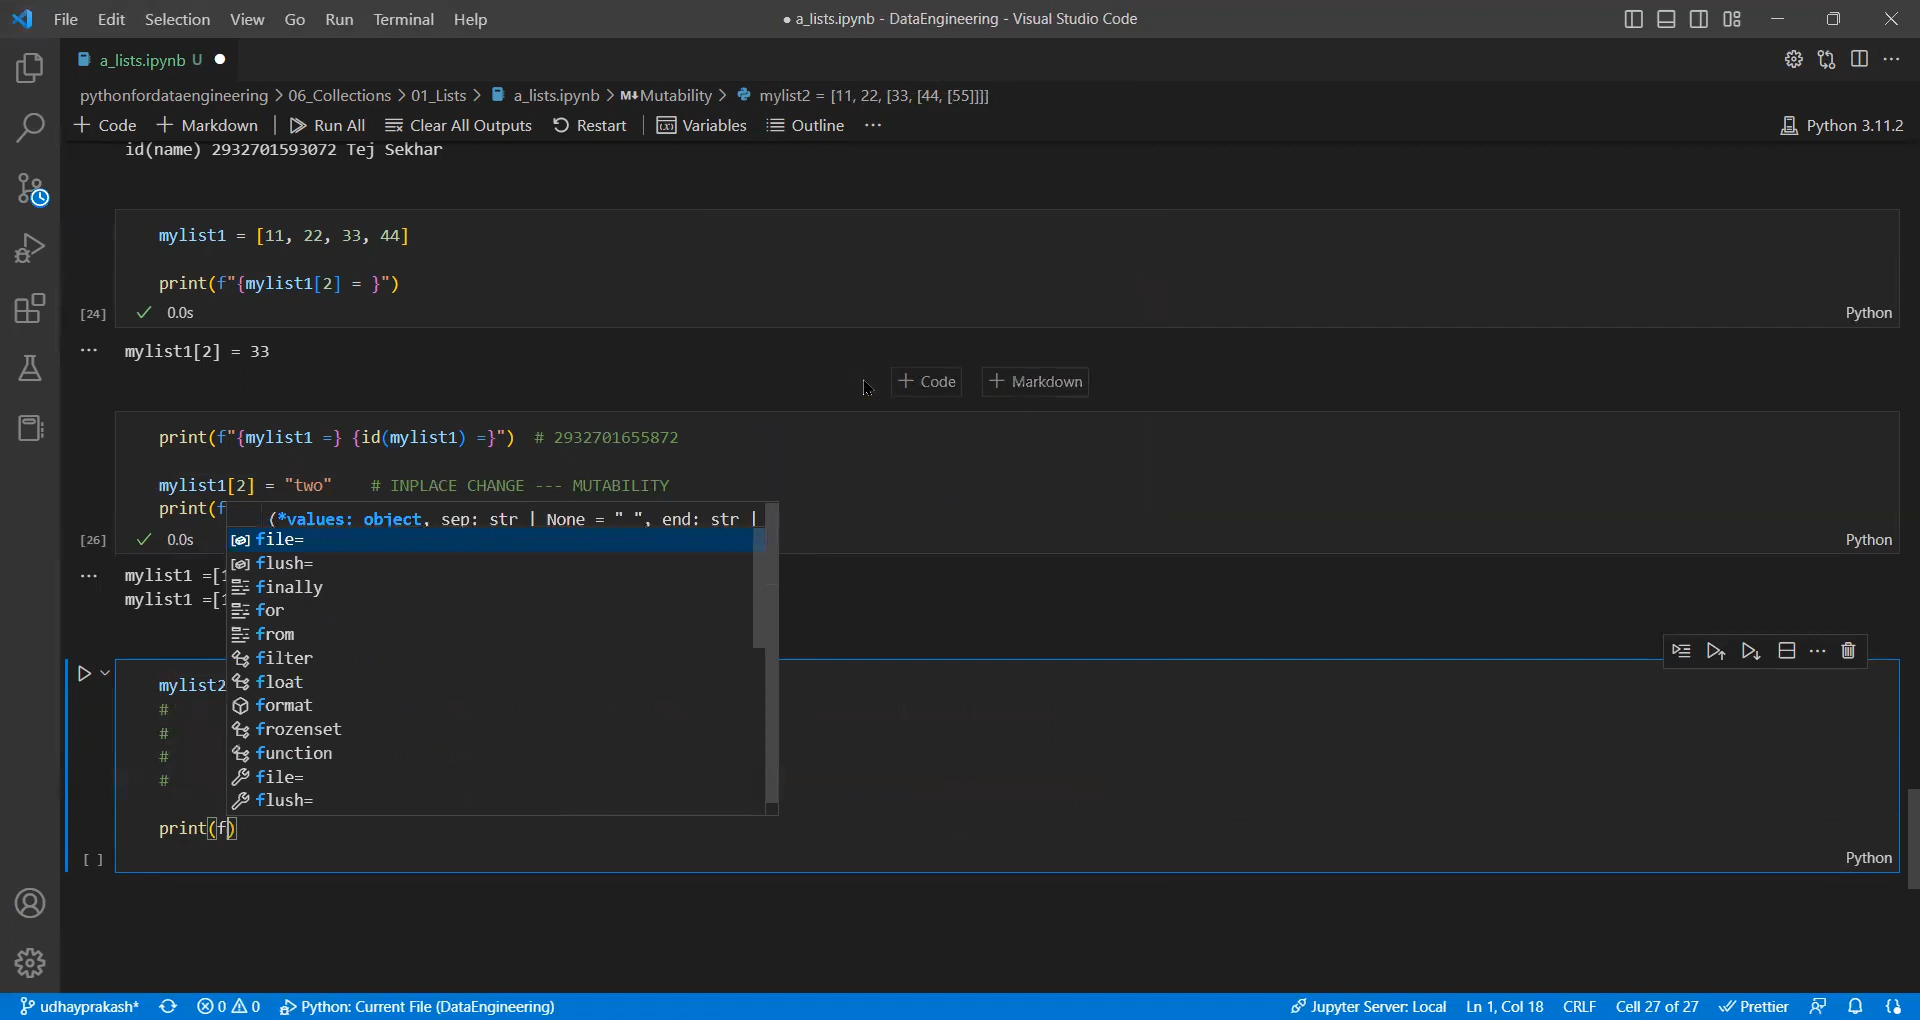 File Edit Selection View Go Run Terminal Help
● a_lists.ipynb - DataEngineering - Visual Studio Code
a_lists.ipynb U ●
pythonfordataengineering > 06_Collections > 01_Lists > a_lists.ipynb > M↓Mutability > mylist2 = [11, 22, [33, [44, [55]]]]
+ Code + Markdown | Run All Clear All Outputs Restart | Variables Outline ...
Python 3.11.2
id(name) 2932701593072 Tej Sekhar
mylist1 = [11, 22, 33, 44]
print(f"{mylist1[2] = }")
[24] ✓ 0.0s Python
... mylist1[2] = 33
+ Code + Markdown
print(f"{mylist1 =} {id(mylist1) =}") # 2932701655872
mylist1[2] = "two" # INPLACE CHANGE --- MUTABILITY
print(f
(*values: object, sep: str | None = " ", end: str |
[26] ✓ 0.0s Python
file=
flush=
finally
for
from
filter
float
format
frozenset
function
file=
flush=
... mylist1 =[1
mylist1 =[1
mylist2
#
#
#
#
print(f)
[ ] Python
udhayprakash* 0 0 Python: Current File (DataEngineering) Jupyter Server: Local Ln 1, Col 18 CRLF Cell 27 of 27 Prettier